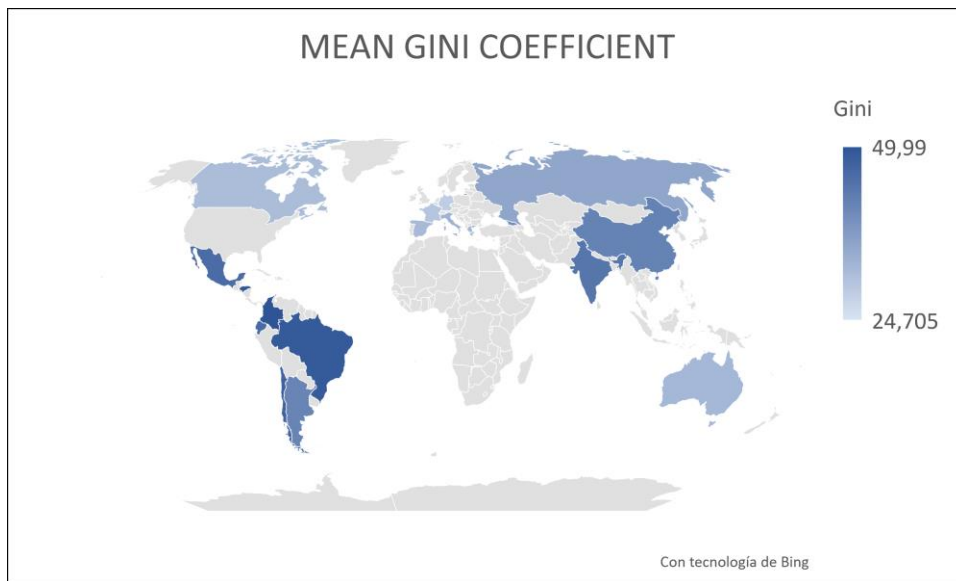 MEAN GINI COEFFICIENT
Gini
49,99
24,705
Con tecnología de Bing